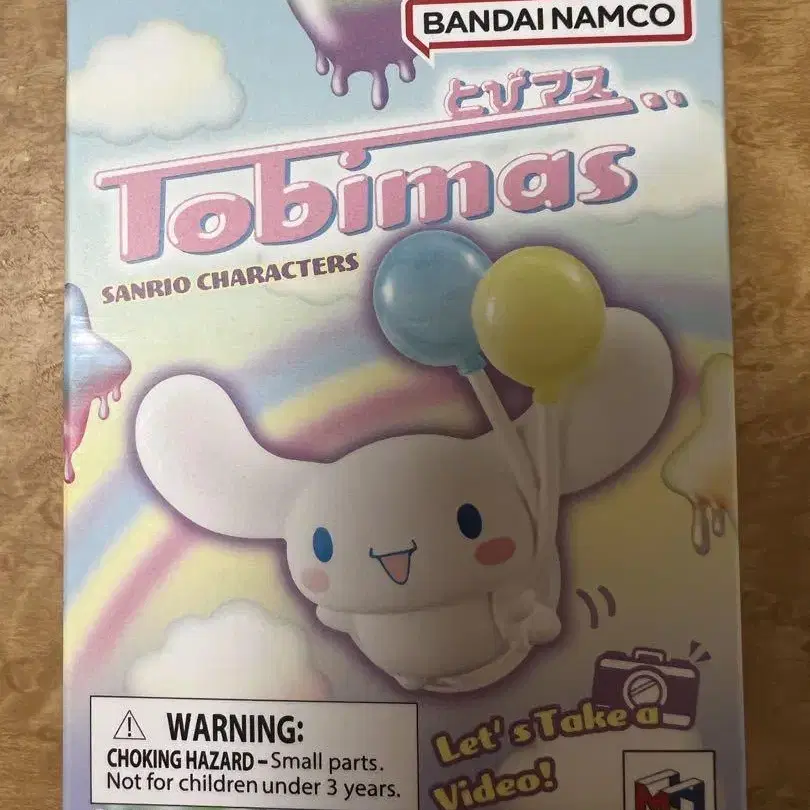 BANDAI NAMCO
とびマス..
Tobimas
SANRIO CHARACTERS
⚠ WARNING:
CHOKING HAZARD – Small parts.
Not for children under 3 years.
Let's Take a
Video!